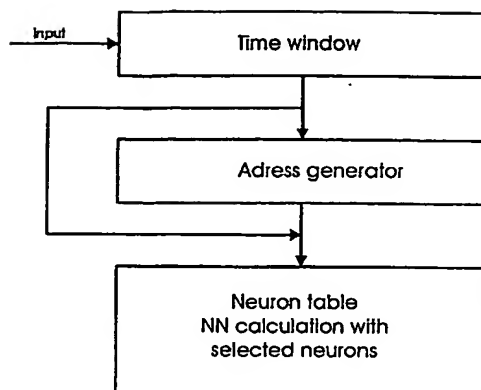 Input
Time window
Adress generator
Neuron table
NN calculation with
selected neurons